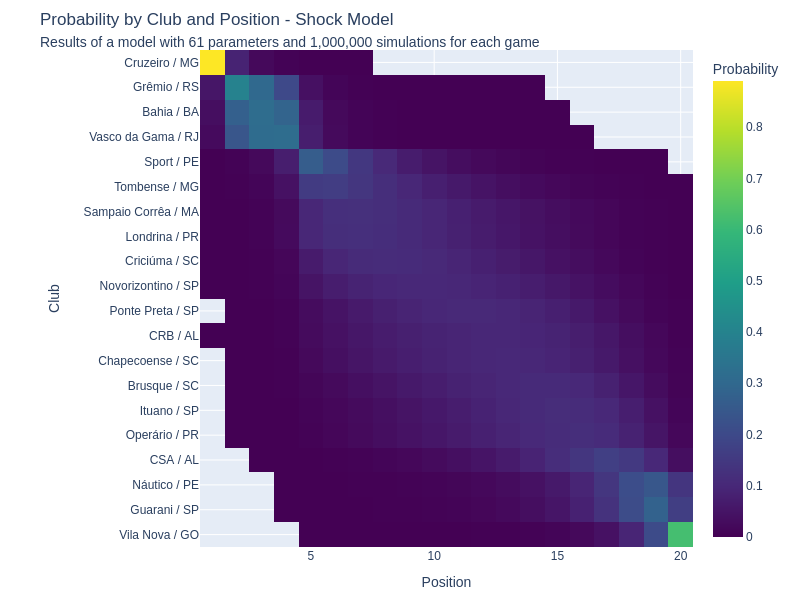 Probability by Club and Position - Shock Model
Results of a model with 61 parameters and 1,000,000 simulations for each game
Probability
Cruzeiro / MG
Grêmio / RS
Bahia / BA
Vasco da Gama / RJ
Sport / PE
Tombense / MG
Sampaio Corrêa / MA
Londrina / PR
Criciúma / SC
Novorizontino / SP
Ponte Preta / SP
CRB / AL
Chapecoense / SC
Brusque / SC
Ituano / SP
Operário / PR
CSA / AL
Náutico / PE
Guarani / SP
Vila Nova / GO
Club
5
10
15
20
Position
0.8
0.7
0.6
0.5
0.4
0.3
0.2
0.1
0